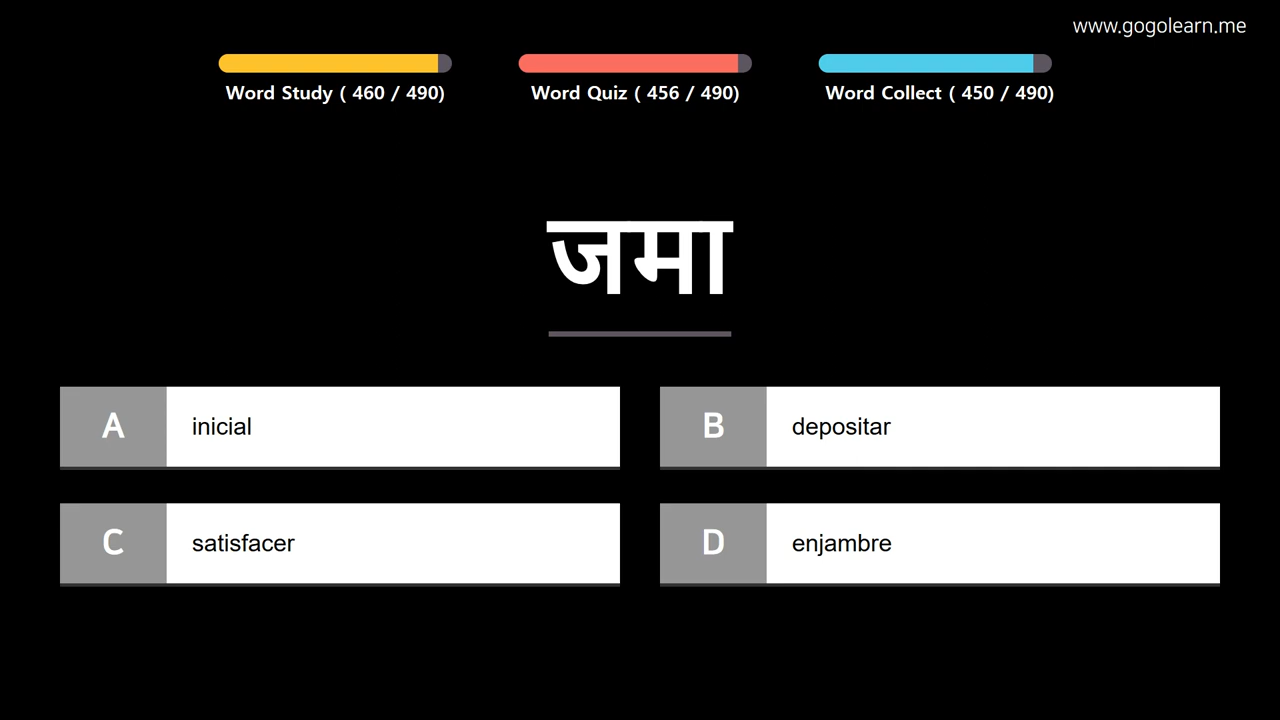 www.gogolearn.me
Word Study ( 460 / 490)
Word Quiz ( 456 / 490)
Word Collect ( 450 / 490)
जमा
A inicial
B depositar
C satisfacer
D enjambre